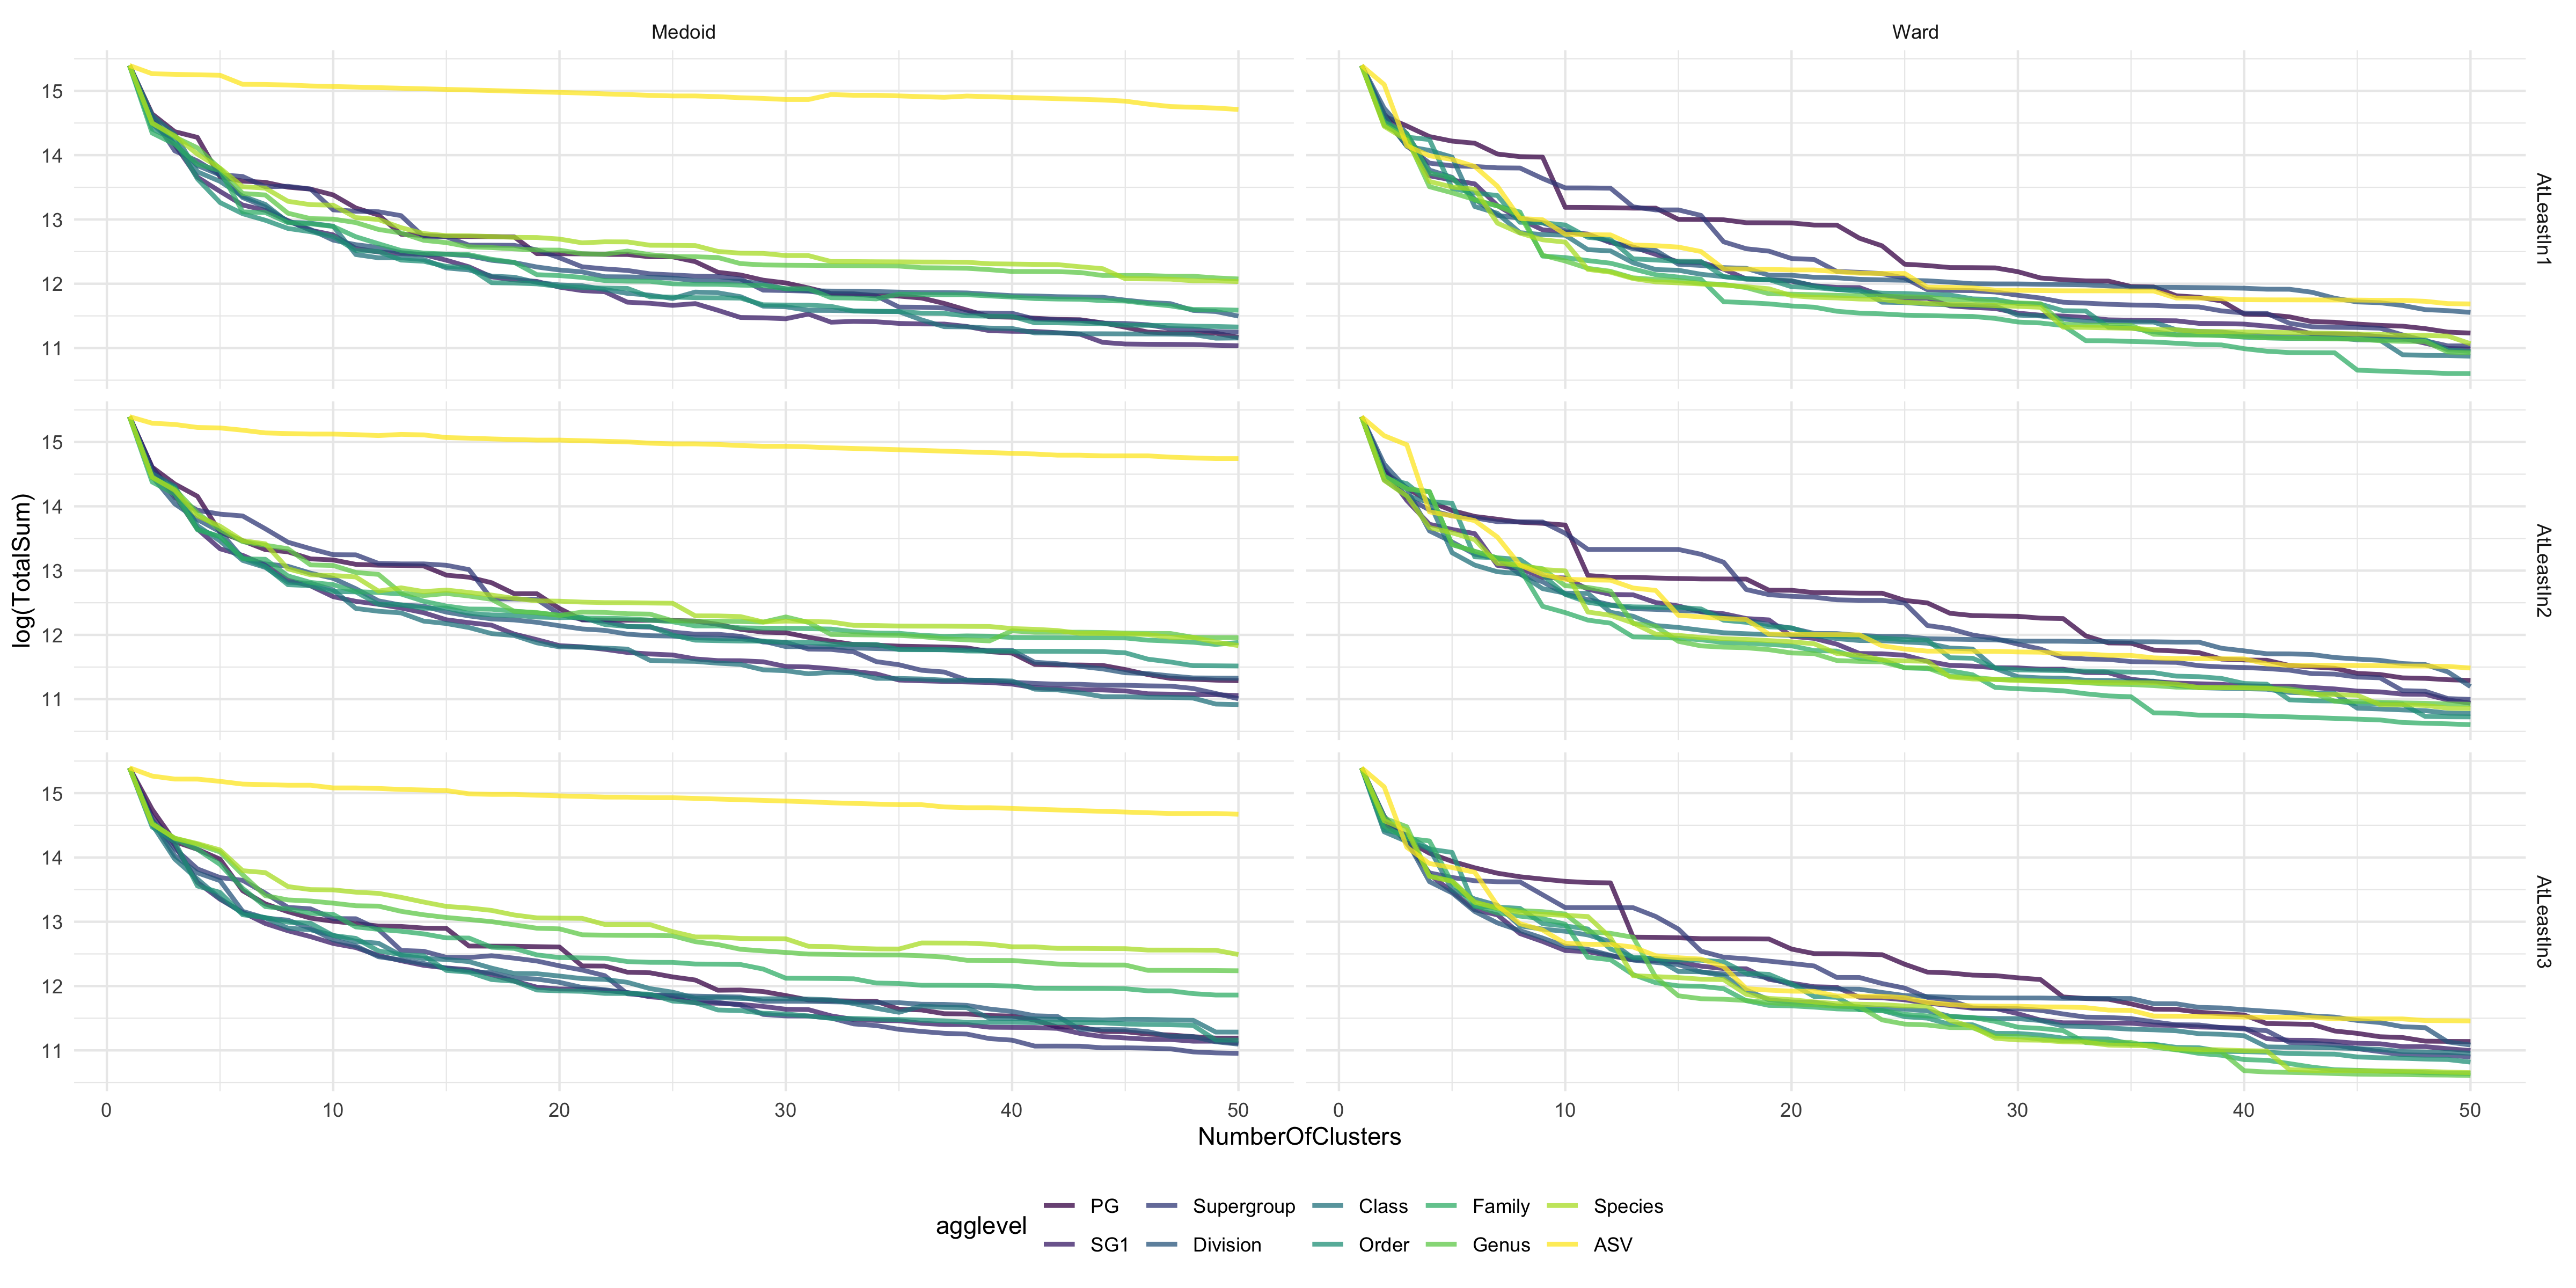 Medoid Ward
15
14
13
12
11
AtLeastIn1
15
14
13
12
11
AtLeastIn2
log(TotalSum)
15
14
13
12
11
AtLeastIn3
0 10 20 30 40 50 0 10 20 30 40 50
NumberOfClusters
agglevel
PG Supergroup Class Family Species
SG1 Division Order Genus ASV